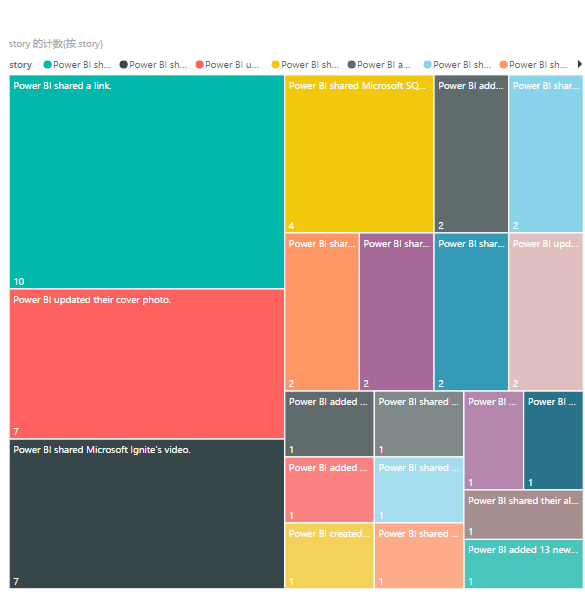 story 的计数(按 story)
story Power BI sh... Power BI sh... Power BI u... Power BI sh... Power BI a... Power BI sh... Power BI sh...
Power BI shared a link.
10
Power BI updated their cover photo.
7
Power BI shared Microsoft Ignite's video.
7
Power BI shared Microsoft SQ...
4
Power BI add...
2
Power BI shar...
2
Power BI shar...
2
Power BI shar...
2
Power BI shar...
2
Power BI upd...
2
Power BI added ...
1
Power BI shared ...
1
Power BI ...
1
Power BI ...
1
Power BI added ...
1
Power BI shared ...
1
Power BI shared their al...
1
Power BI created...
1
Power BI shared ...
1
Power BI added 13 new...
1